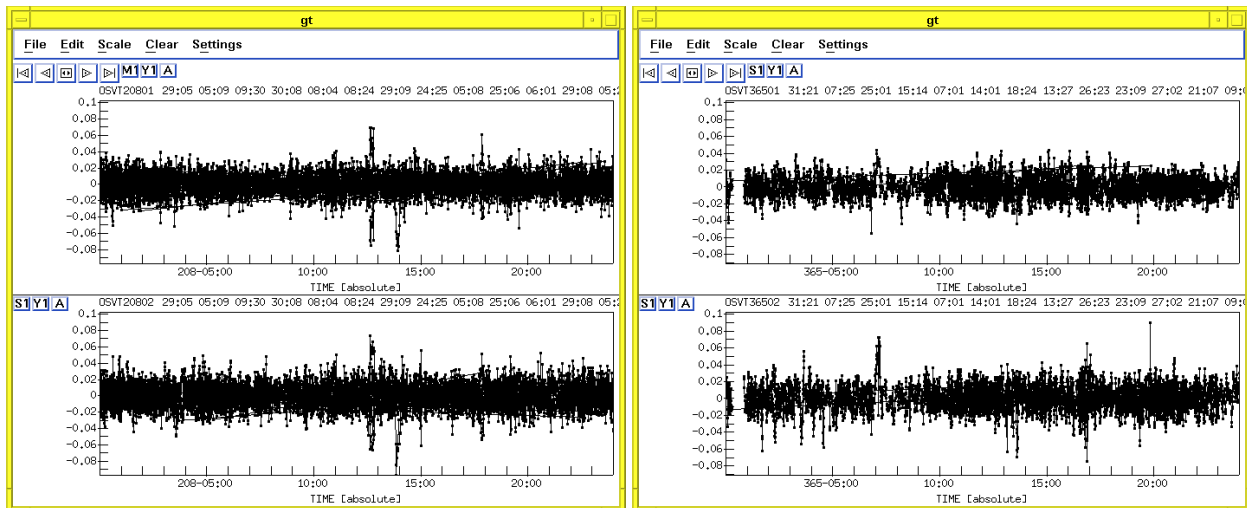 gt
File Edit Scale Clear Settings
M1 Y1 A
OSVT20801 29:05 05:09 09:30 30:08 08:04 08:24 29:09 24:25 05:08 25:06 06:01 29:08 05:2
0.1
0.08
0.06
0.04
0.02
0
-0.02
-0.04
-0.06
-0.08
208-05:00 10:00 15:00 20:00
TIME [absolute]
S1 Y1 A
OSVT20802 29:05 05:09 09:30 30:08 08:04 08:24 29:09 24:25 05:08 25:06 06:01 29:08 05:2
0.1
0.08
0.06
0.04
0.02
0
-0.02
-0.04
-0.06
-0.08
208-05:00 10:00 15:00 20:00
TIME [absolute]
gt
File Edit Scale Clear Settings
S1 Y1 A
OSVT36501 31:21 07:25 25:01 15:14 07:01 14:01 18:24 13:27 26:23 23:09 27:02 21:07 09:0
0.1
0.08
0.06
0.04
0.02
0
-0.02
-0.04
-0.06
-0.08
365-05:00 10:00 15:00 20:00
TIME [absolute]
S1 Y1 A
OSVT36502 31:21 07:25 25:01 15:14 07:01 14:01 18:24 13:27 26:23 23:09 27:02 21:07 09:0
0.1
0.08
0.06
0.04
0.02
0
-0.02
-0.04
-0.06
-0.08
365-05:00 10:00 15:00 20:00
TIME [absolute]